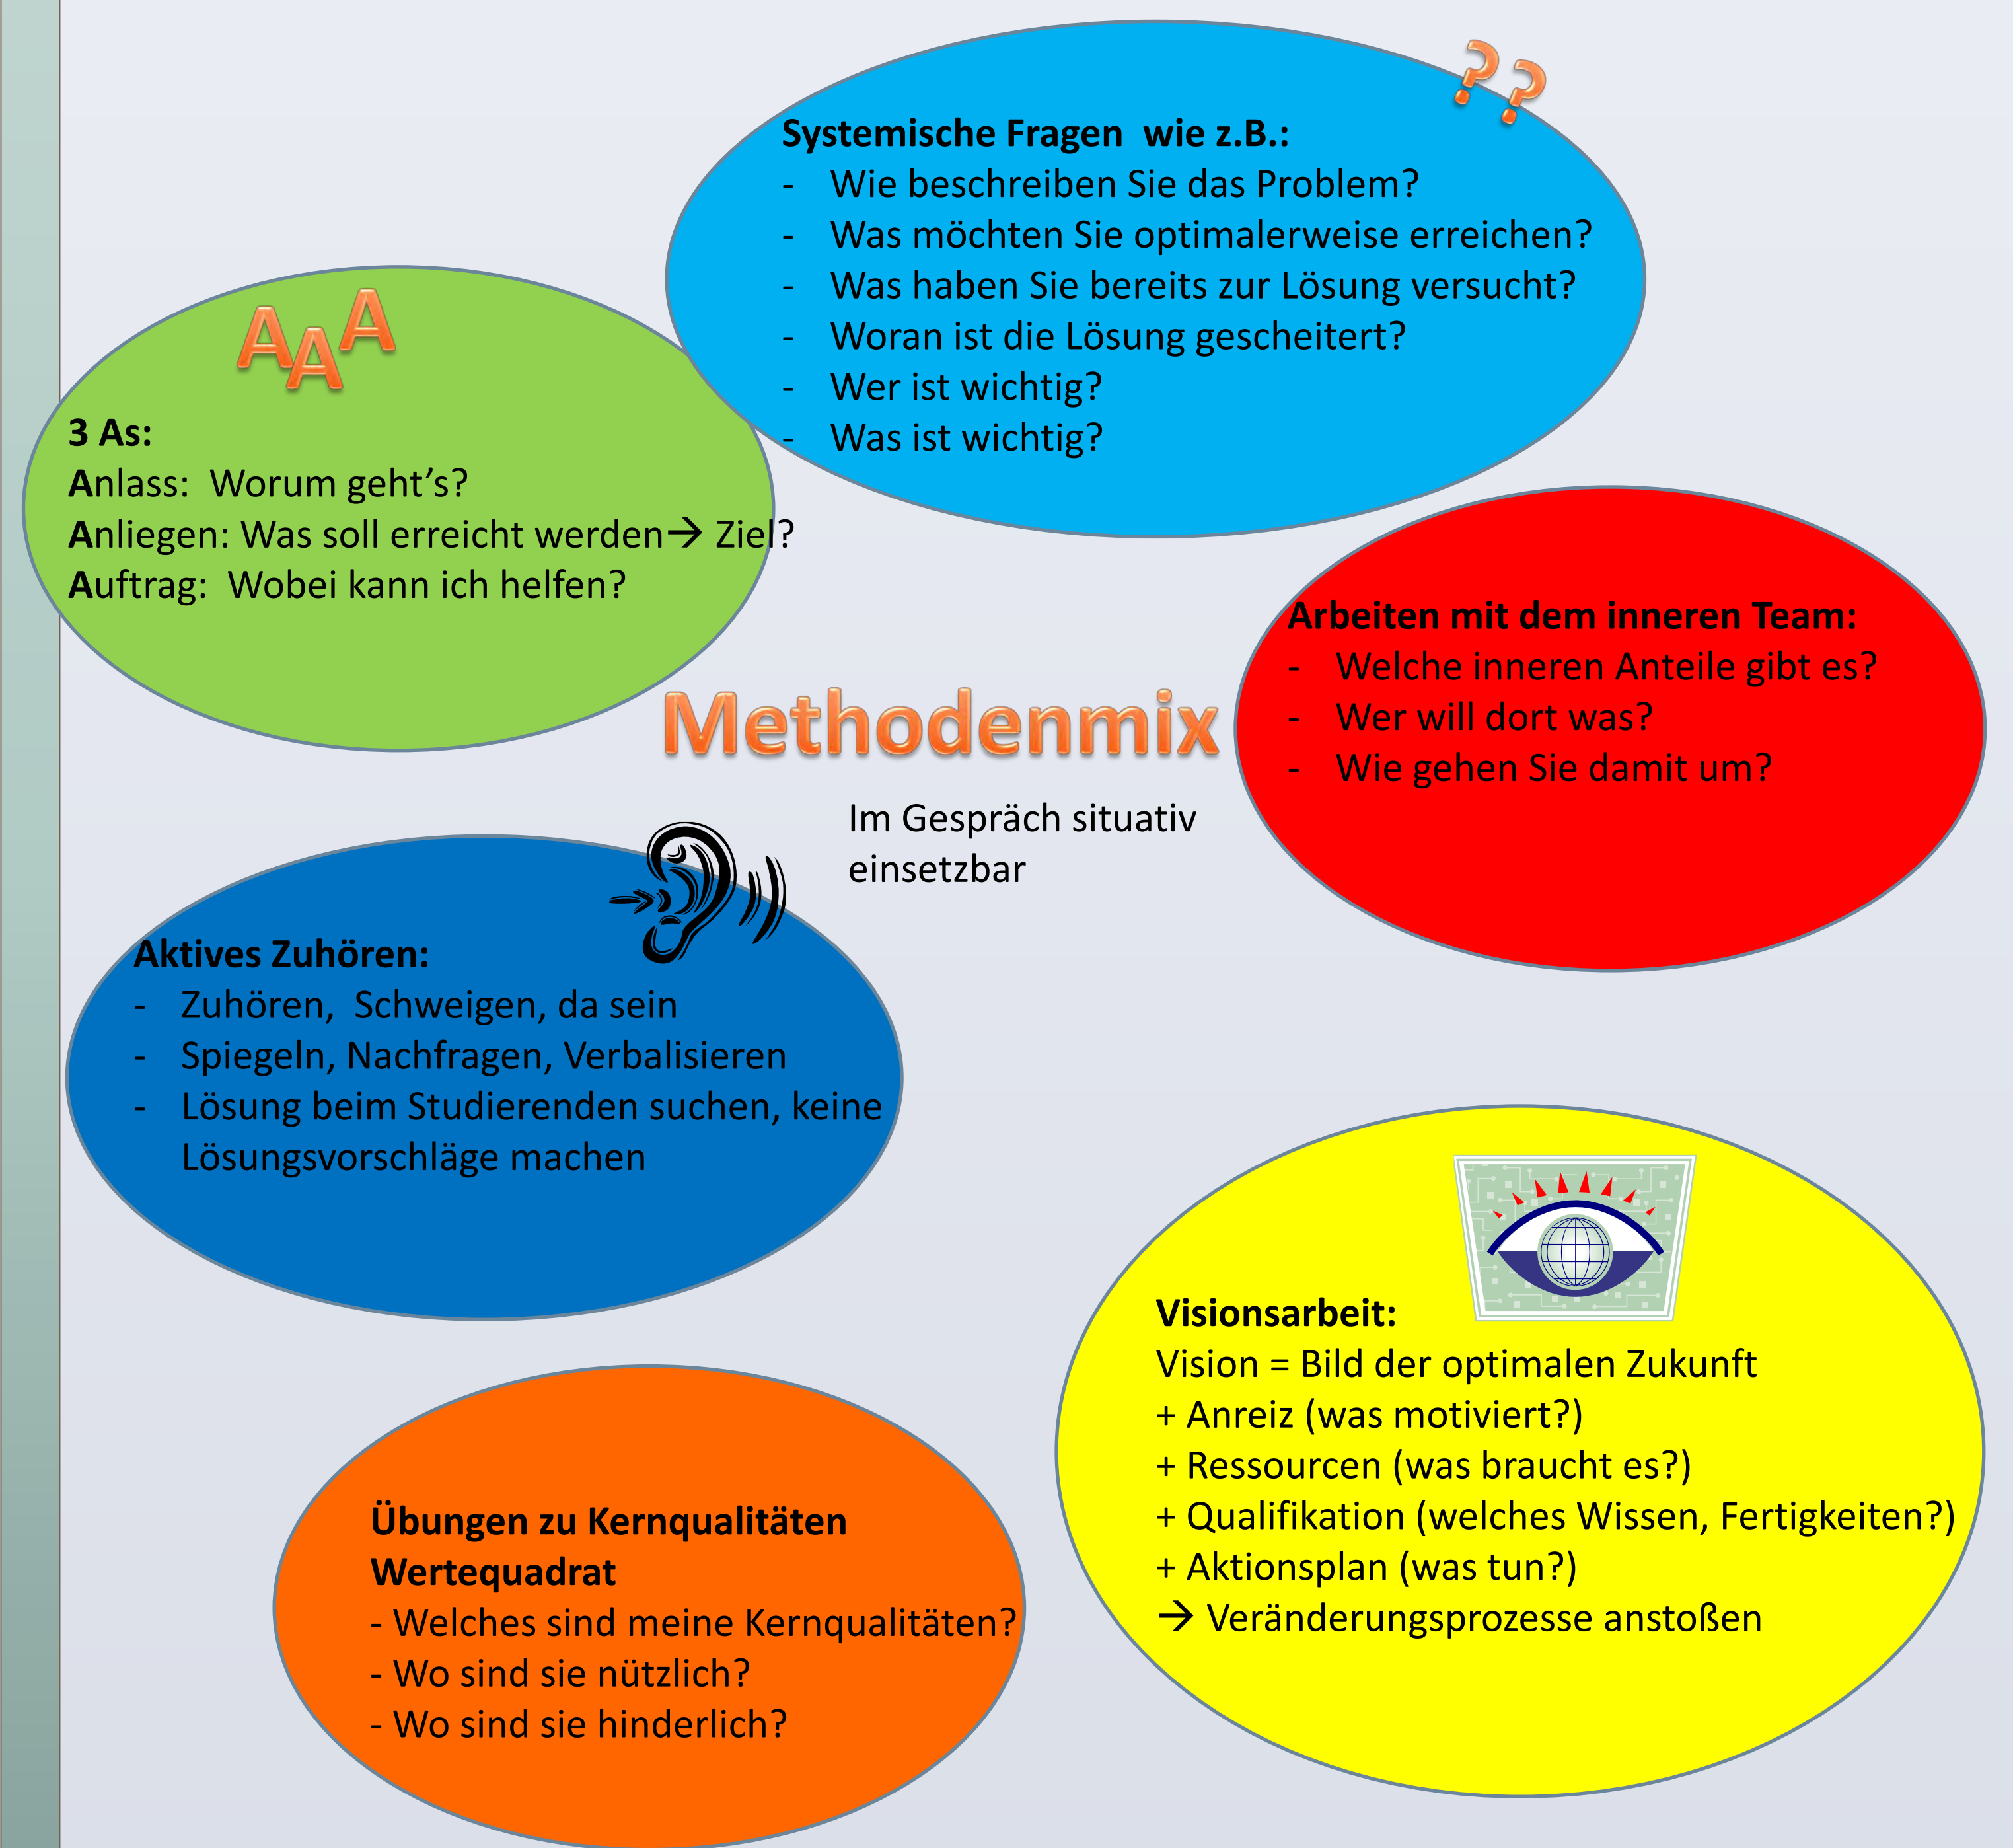 ??
Systemische Fragen  wie z.B.:
- Wie beschreiben Sie das Problem?
- Was möchten Sie optimalerweise erreichen?
- Was haben Sie bereits zur Lösung versucht?
- Woran ist die Lösung gescheitert?
- Wer ist wichtig?
- Was ist wichtig?
AAA
3 As:
Anlass:  Worum geht’s?
Anliegen: Was soll erreicht werden→ Ziel?
Auftrag:  Wobei kann ich helfen?
Arbeiten mit dem inneren Team:
- Welche inneren Anteile gibt es?
- Wer will dort was?
- Wie gehen Sie damit um?
Methodenmix
Im Gespräch situativ
einsetzbar
Aktives Zuhören:
- Zuhören,  Schweigen, da sein
- Spiegeln, Nachfragen, Verbalisieren
- Lösung beim Studierenden suchen, keine
Lösungsvorschläge machen
Visionsarbeit:
Vision = Bild der optimalen Zukunft
+ Anreiz (was motiviert?)
+ Ressourcen (was braucht es?)
+ Qualifikation (welches Wissen, Fertigkeiten?)
+ Aktionsplan (was tun?)
→ Veränderungsprozesse anstoßen
Übungen zu Kernqualitäten
Wertequadrat
- Welches sind meine Kernqualitäten?
- Wo sind sie nützlich?
- Wo sind sie hinderlich?